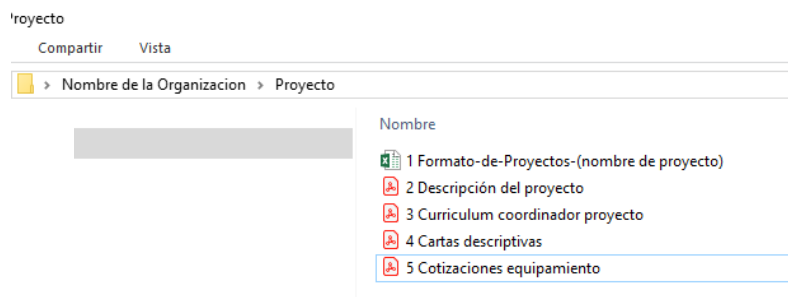 'royecto
Compartir Vista
> Nombre de la Organizacion > Proyecto
Nombre
1 Formato-de-Proyectos-(nombre de proyecto)
2 Descripción del proyecto
3 Curriculum coordinador proyecto
4 Cartas descriptivas
5 Cotizaciones equipamiento